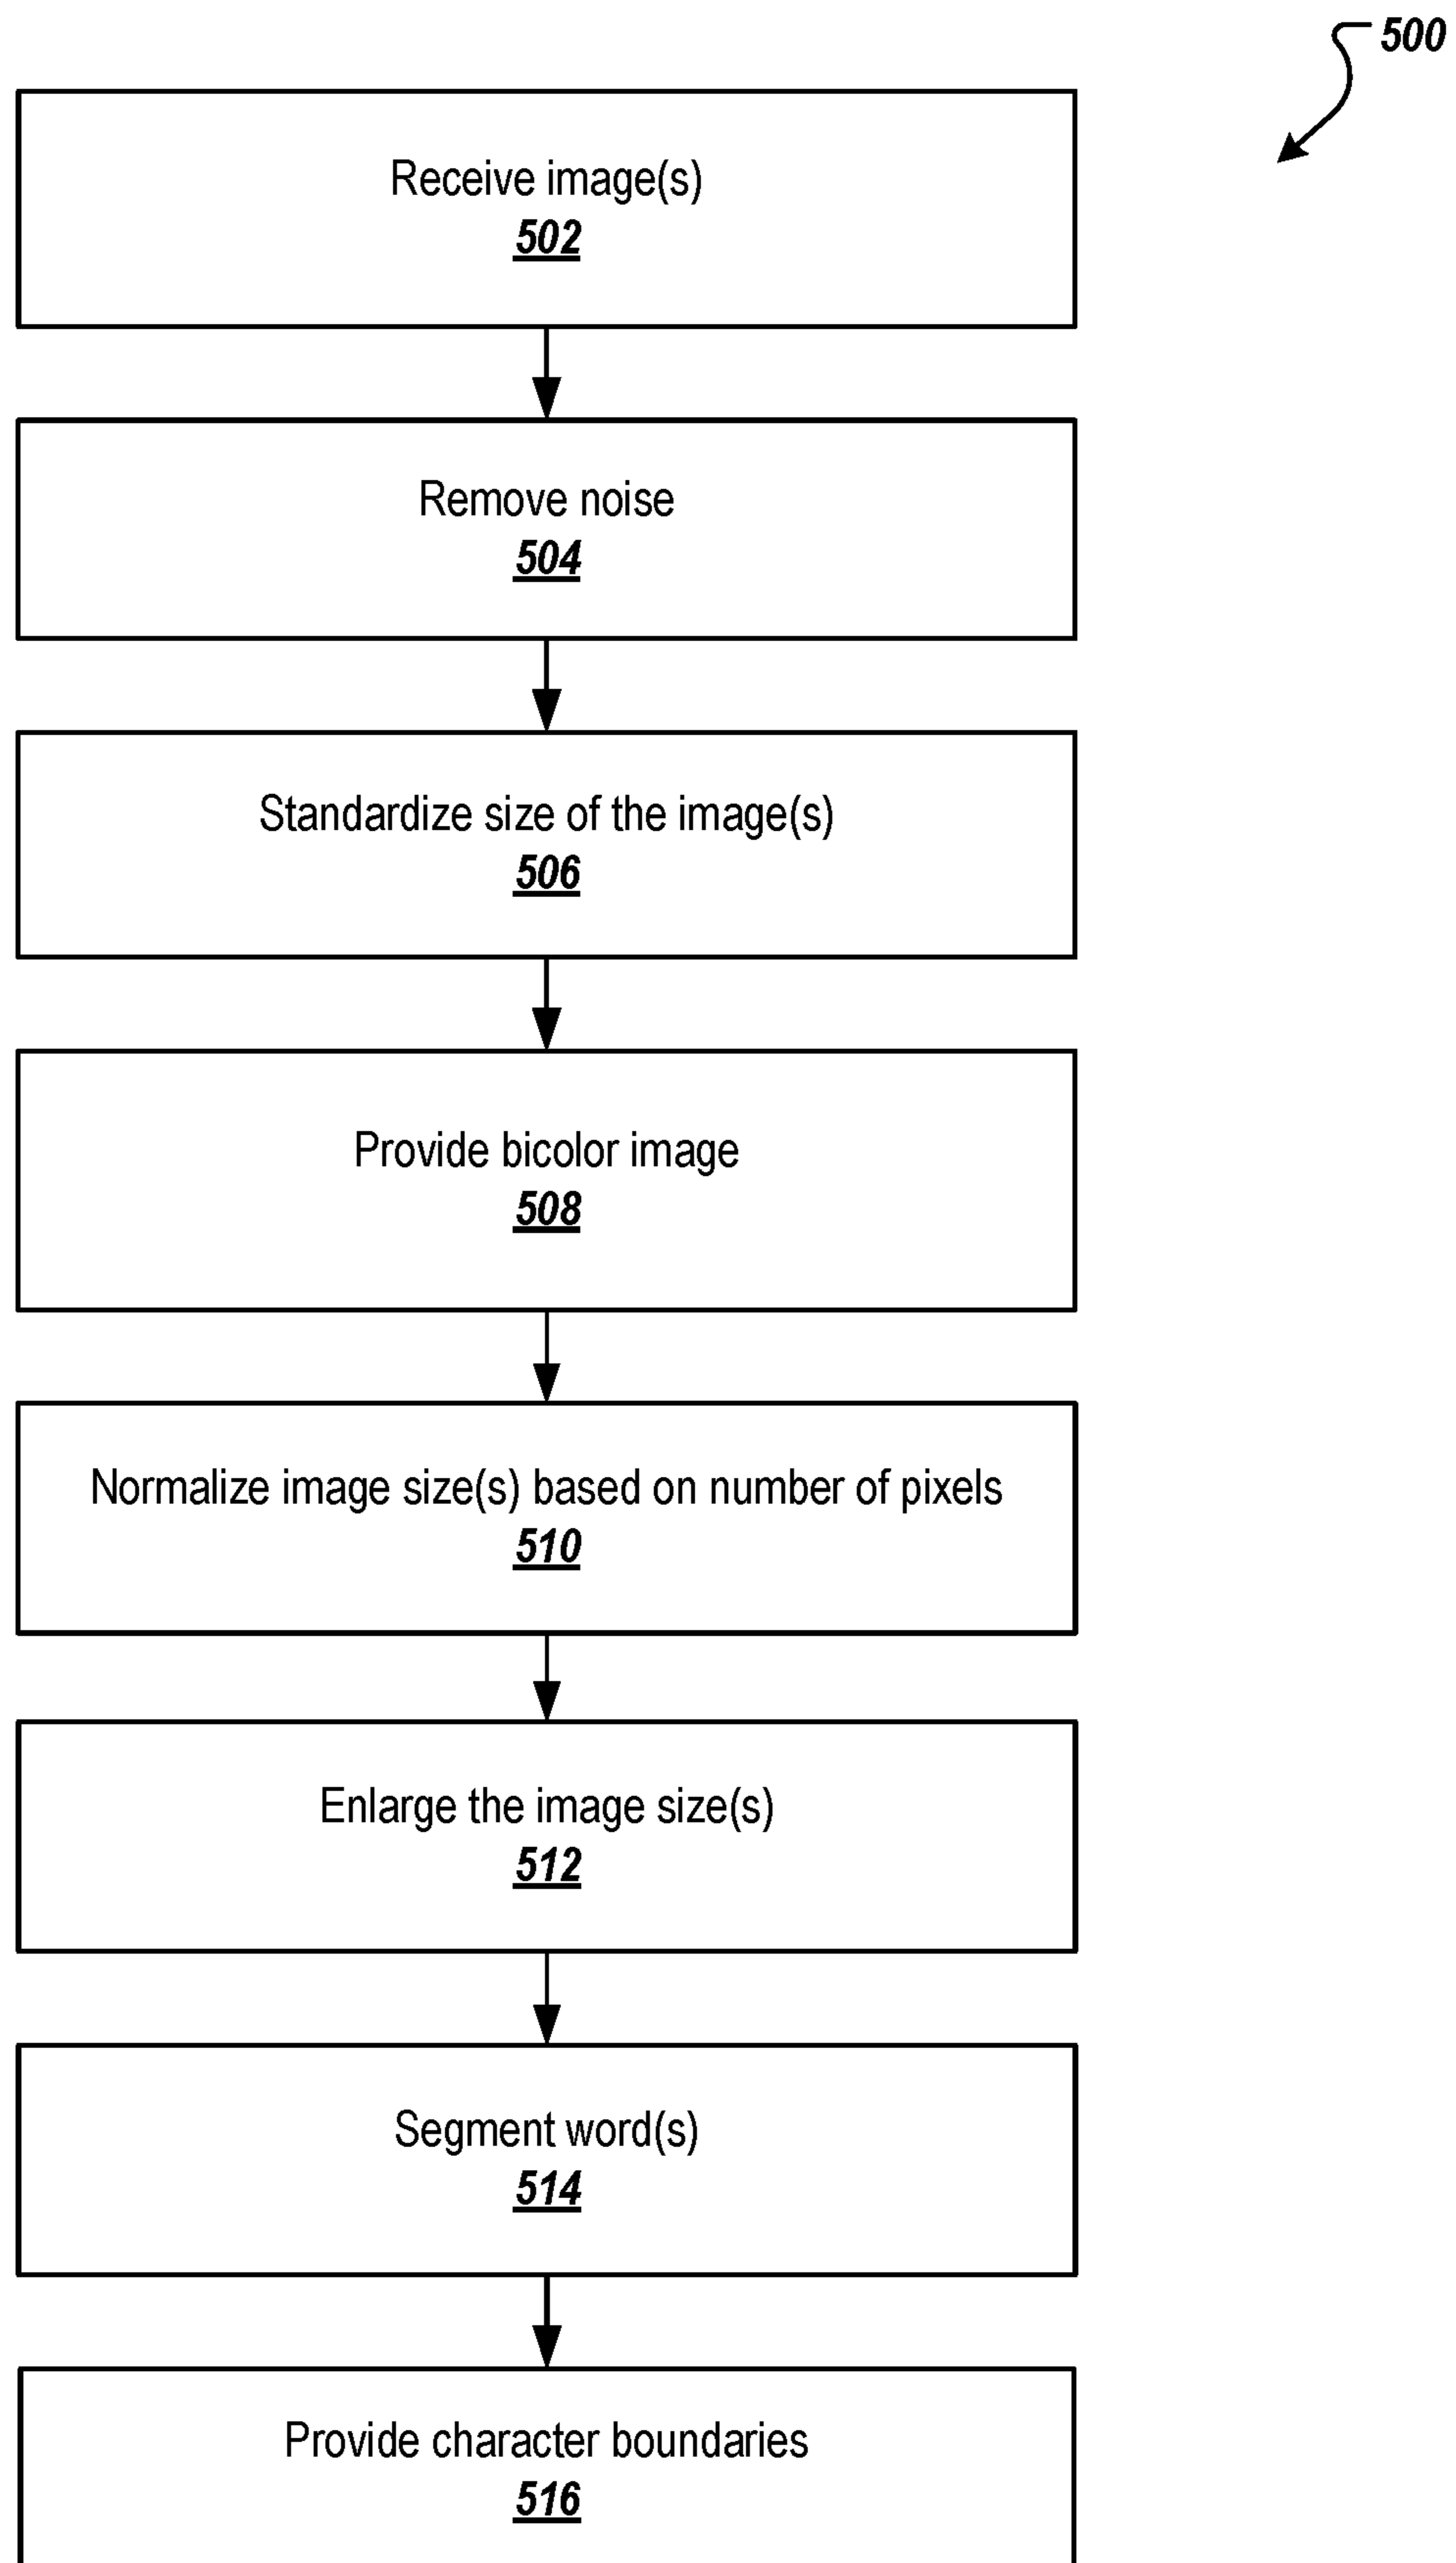 500
Receive image(s)
502
Remove noise
504
Standardize size of the image(s)
506
Provide bicolor image
508
Normalize image size(s) based on number of pixels
510
Enlarge the image size(s)
512
Segment word(s)
514
Provide character boundaries
516